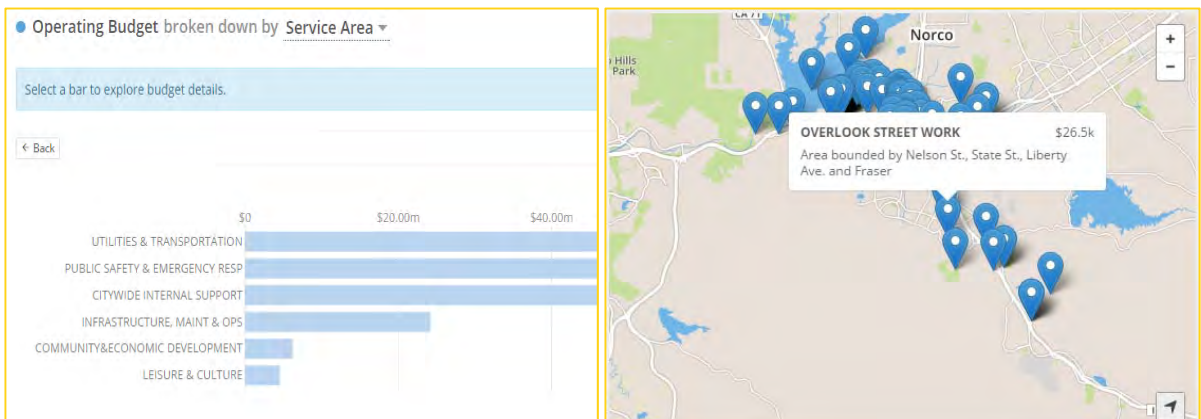 Operating Budget broken down by Service Area
Select a bar to explore budget details.
← Back
$0 $20.00m $40.00m
UTILITIES & TRANSPORTATION
PUBLIC SAFETY & EMERGENCY RESP
CITYWIDE INTERNAL SUPPORT
INFRASTRUCTURE, MAINT & OPS
COMMUNITY&ECONOMIC DEVELOPMENT
LEISURE & CULTURE
CA 71
Norco
Hills
Park
+
−
OVERLOOK STREET WORK $26.5k
Area bounded by Nelson St., State St., Liberty
Ave. and Fraser